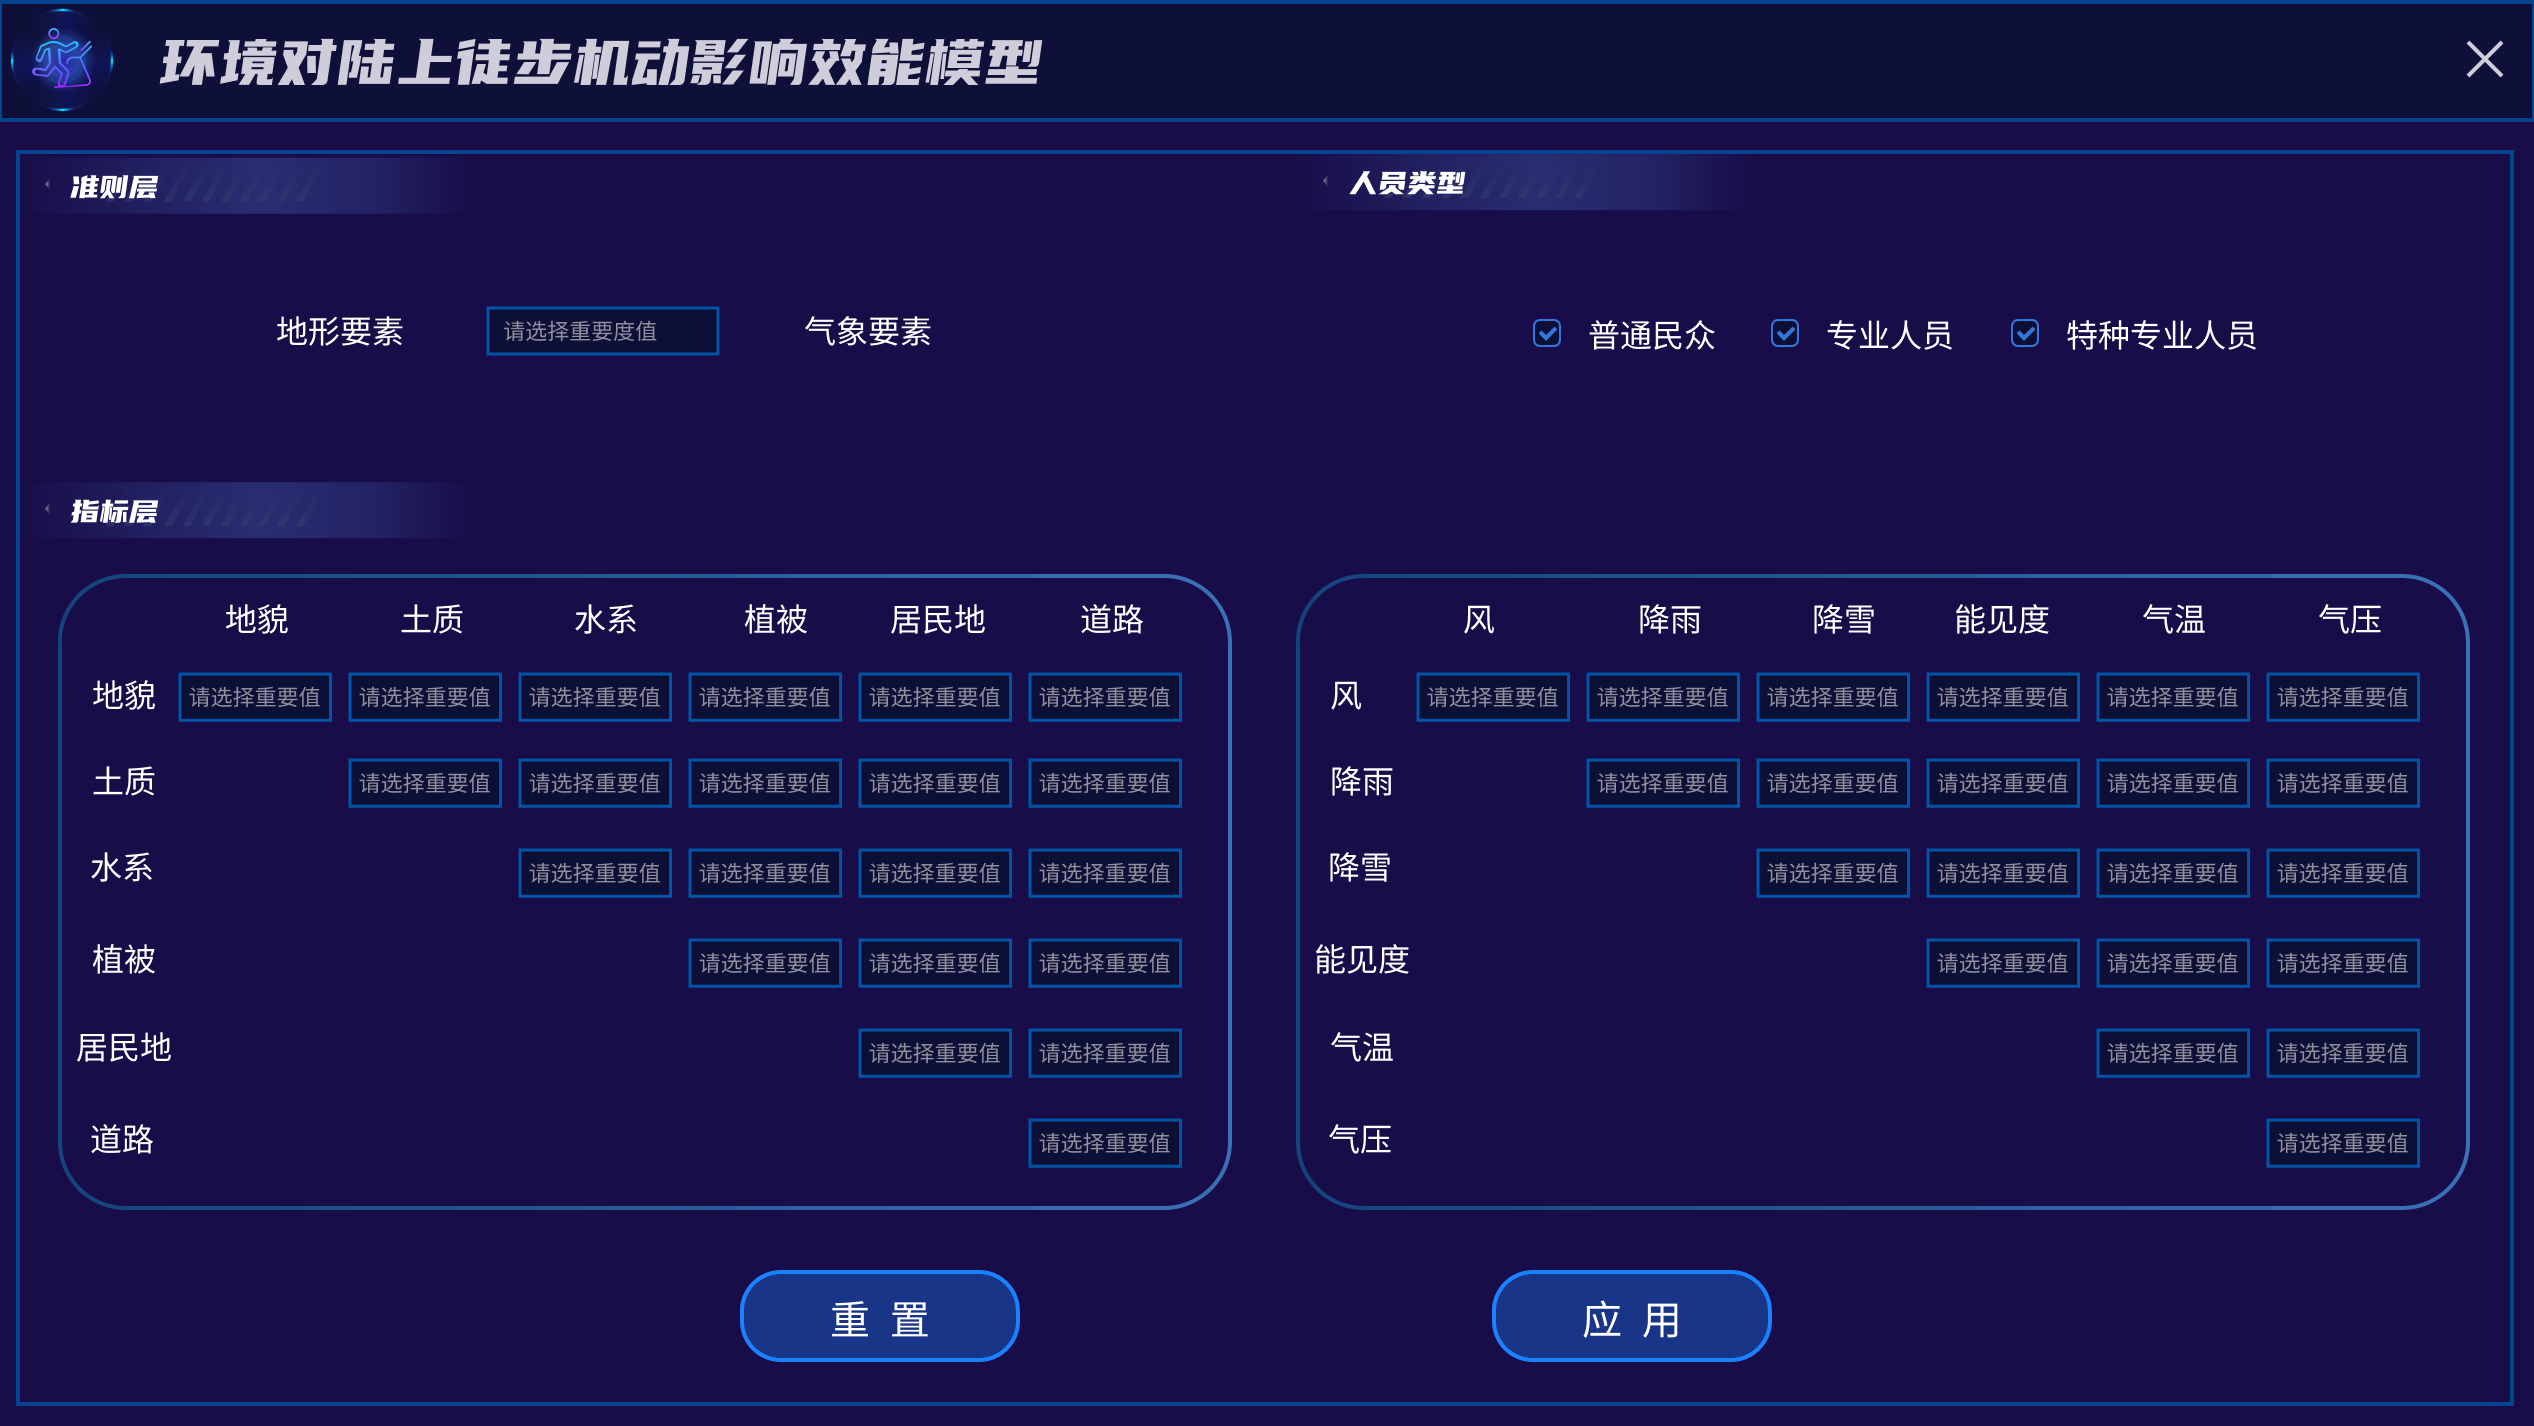 环境对陆上徒步机动影响效能模型
准则层
人员类型
地形要素 请选择重要度值 气象要素
普通民众 专业人员 特种专业人员
指标层
地貌 土质 水系 植被 居民地 道路
地貌 请选择重要值 请选择重要值 请选择重要值 请选择重要值 请选择重要值 请选择重要值
土质 请选择重要值 请选择重要值 请选择重要值 请选择重要值 请选择重要值
水系 请选择重要值 请选择重要值 请选择重要值 请选择重要值
植被 请选择重要值 请选择重要值 请选择重要值
居民地 请选择重要值 请选择重要值
道路 请选择重要值
风 降雨 降雪 能见度 气温 气压
风 请选择重要值 请选择重要值 请选择重要值 请选择重要值 请选择重要值 请选择重要值
降雨 请选择重要值 请选择重要值 请选择重要值 请选择重要值 请选择重要值
降雪 请选择重要值 请选择重要值 请选择重要值 请选择重要值
能见度 请选择重要值 请选择重要值 请选择重要值
气温 请选择重要值 请选择重要值
气压 请选择重要值
重 置
应 用